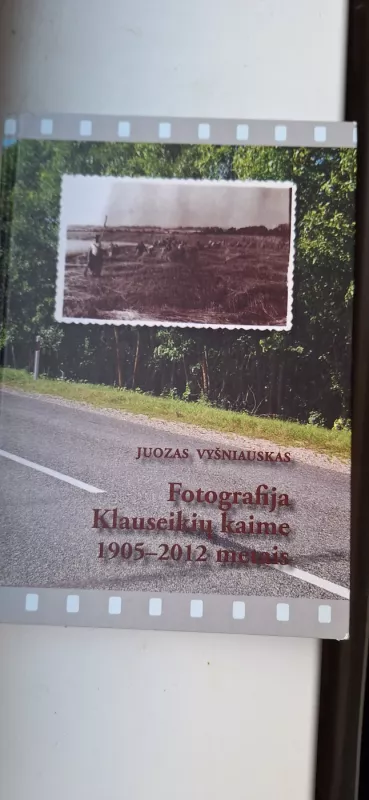 JUOZAS VYŠNIAUSKAS
Fotografija
Klauseikių kaime
1905–2012 metais